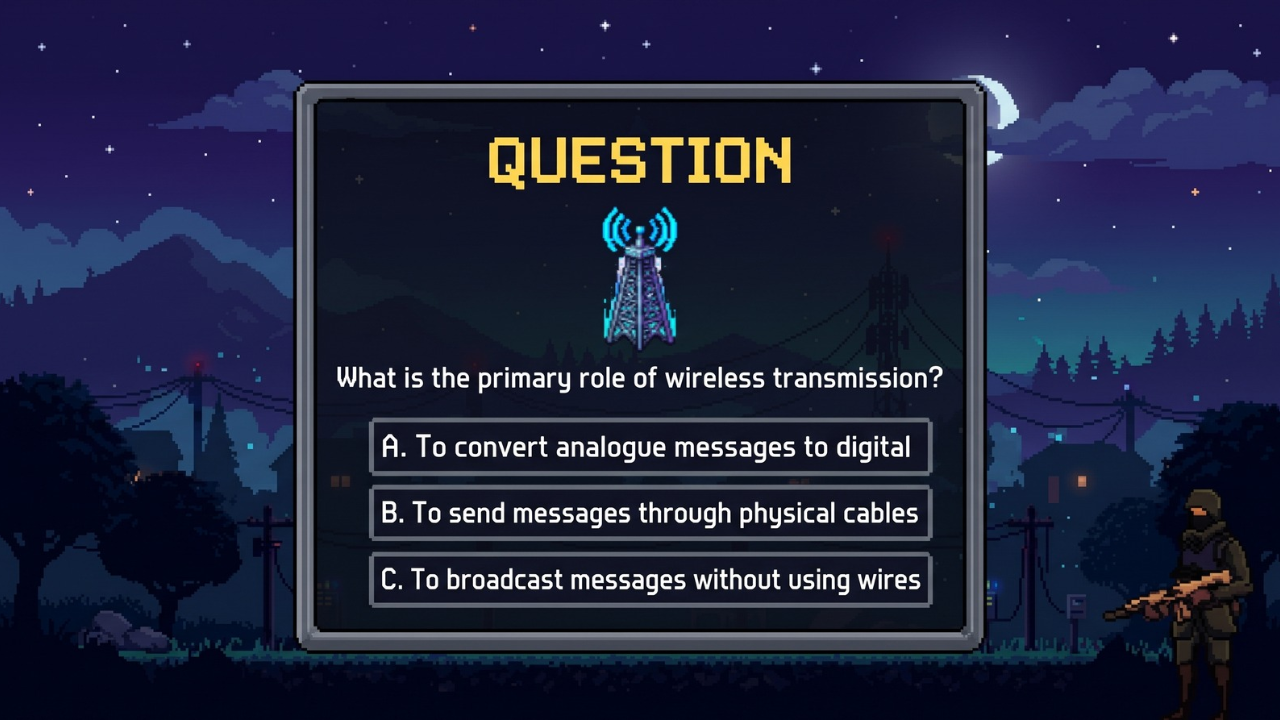 QUESTION
What is the primary role of wireless transmission?
A. To convert analogue messages to digital
B. To send messages through physical cables
C. To broadcast messages without using wires